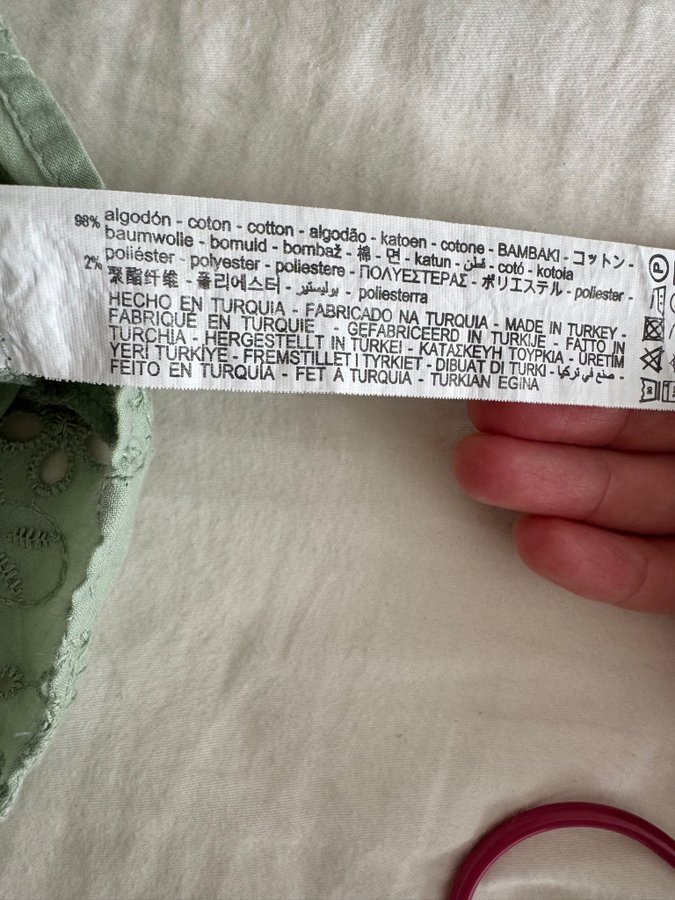 98% algodón - coton - cotton - algodão - katoen - cotone - BAMBAKI - コットン -
baumwolle - bomuld - bombaž - 棉 - 면 - katun - قطن - cotó - kotoia
2% poliéster - polyester - poliestere - ΠΟΛΥΕΣΤΕΡΑΣ - ポリエステル - poliester -
聚酯纤维 - 폴리에스터 - بوليستير - poliesterra
HECHO EN TURQUIA - FABRICADO NA TURQUIA - MADE IN TURKEY -
FABRIQUÉ EN TURQUIE - GEFABRICEERD IN TURKIJE - FATTO IN
TURCHIA - HERGESTELLT IN TURKEI - ΚΑΤΑΣΚΕΥΗ ΤΟΥΡΚΙΑ - ÜRETIM
YERİ TÜRKİYE - FREMSTILLET I TYRKIET - DIBUAT DI TURKI - صنع في تركيا -
FEITO EN TURQUÍA - FET A TURQUIA - TURKIAN EGINA